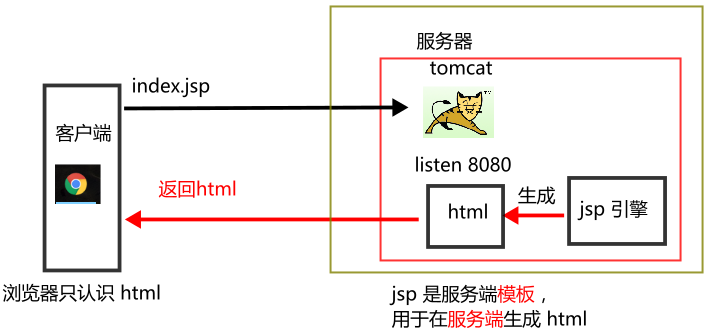 服务器
tomcat
index.jsp
客户端
TM
listen 8080
返回html
html
生成
jsp 引擎
浏览器只认识 html
jsp 是服务端模板，
用于在服务端生成 html